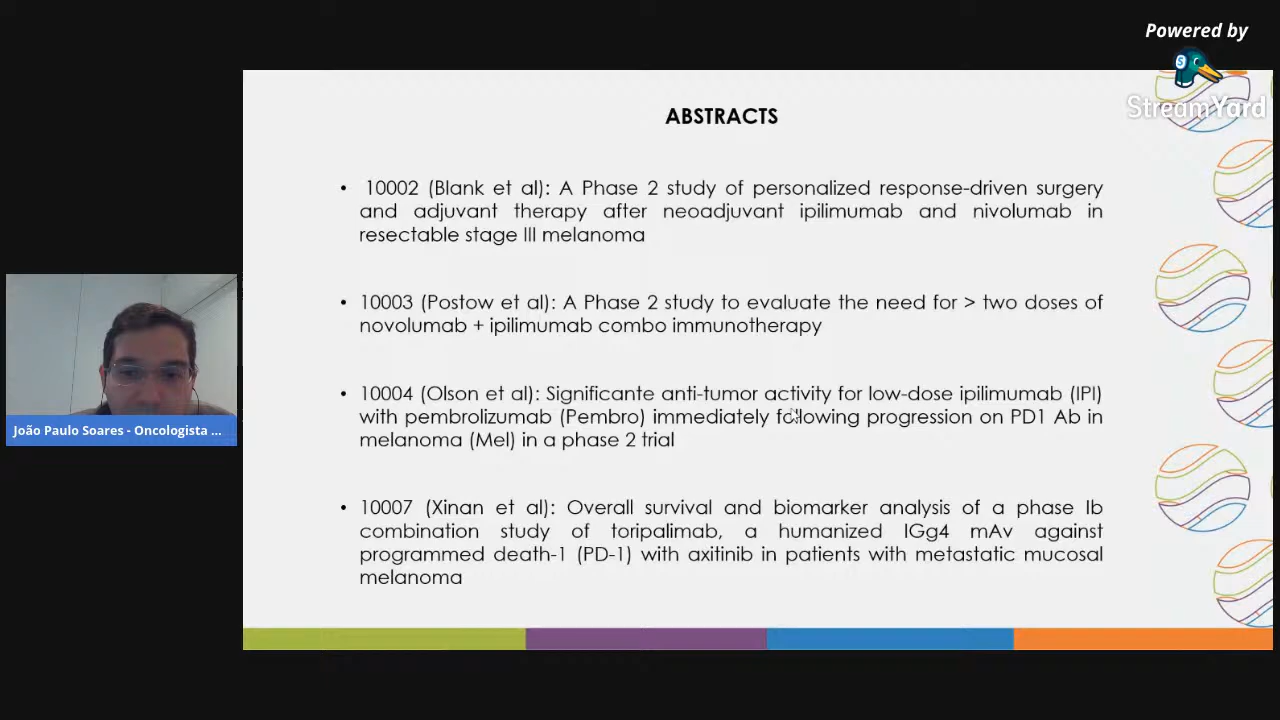 Powered by
S
StreamYard
ABSTRACTS
• 10002 (Blank et al): A Phase 2 study of personalized response-driven surgery
and adjuvant therapy after neoadjuvant ipilimumab and nivolumab in
resectable stage III melanoma
• 10003 (Postow et al): A Phase 2 study to evaluate the need for > two doses of
novolumab + ipilimumab combo immunotherapy
• 10004 (Olson et al): Significante anti-tumor activity for low-dose ipilimumab (IPI)
with pembrolizumab (Pembro) immediately following progression on PD1 Ab in
melanoma (Mel) in a phase 2 trial
• 10007 (Xinan et al): Overall survival and biomarker analysis of a phase Ib
combination study of toripalimab, a humanized IGg4 mAv against
programmed death-1 (PD-1) with axitinib in patients with metastatic mucosal
melanoma
João Paulo Soares - Oncologista ...